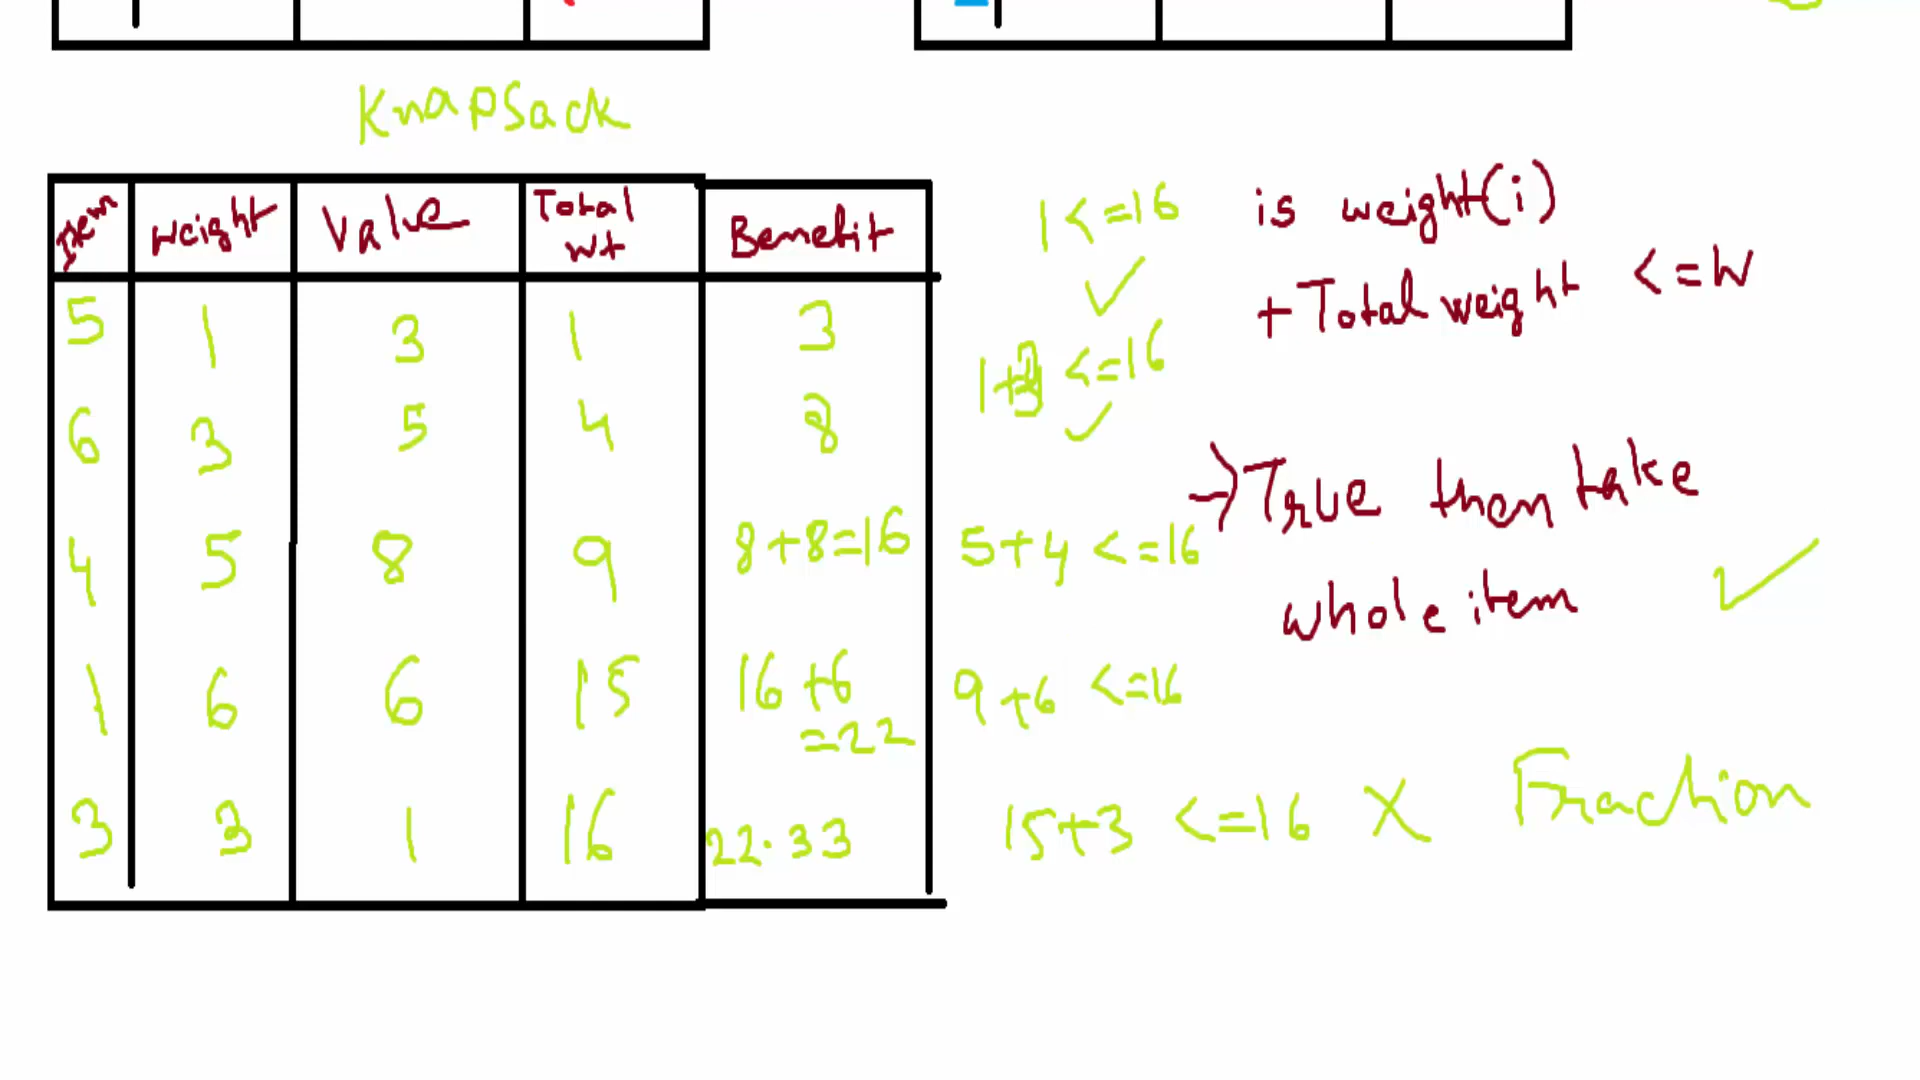 Knapsack
Item Weight Value Total Wt Benefit
5 1 3 1 3
6 3 5 4 8
4 5 8 9 8+8=16
1 6 6 15 16+6
=22
3 3 1 16 22.33
1<=16
1+3 <=16
5+4 <=16
9+6 <=16
15+3 <=16 X Fraction
is weight(i)
+Total weight <=W
→True then take
whole item